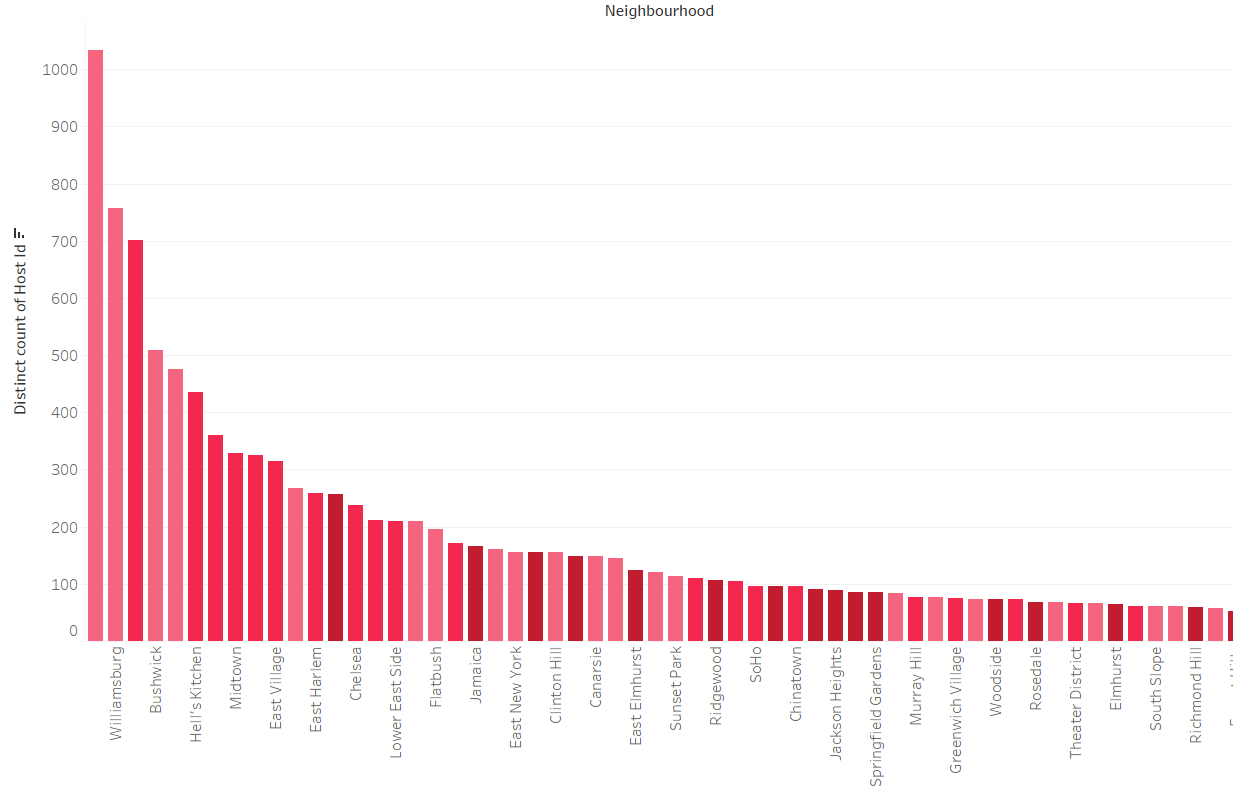 Neighbourhood
Distinct count of Host Id
1000
900
800
700
600
500
400
300
200
100
0
Williamsburg
Bushwick
Hell's Kitchen
Midtown
East Village
East Harlem
Chelsea
Lower East Side
Flatbush
Jamaica
East New York
Clinton Hill
Canarsie
East Elmhurst
Sunset Park
Ridgewood
SoHo
Chinatown
Jackson Heights
Springfield Gardens
Murray Hill
Greenwich Village
Woodside
Rosedale
Theater District
Elmhurst
South Slope
Richmond Hill